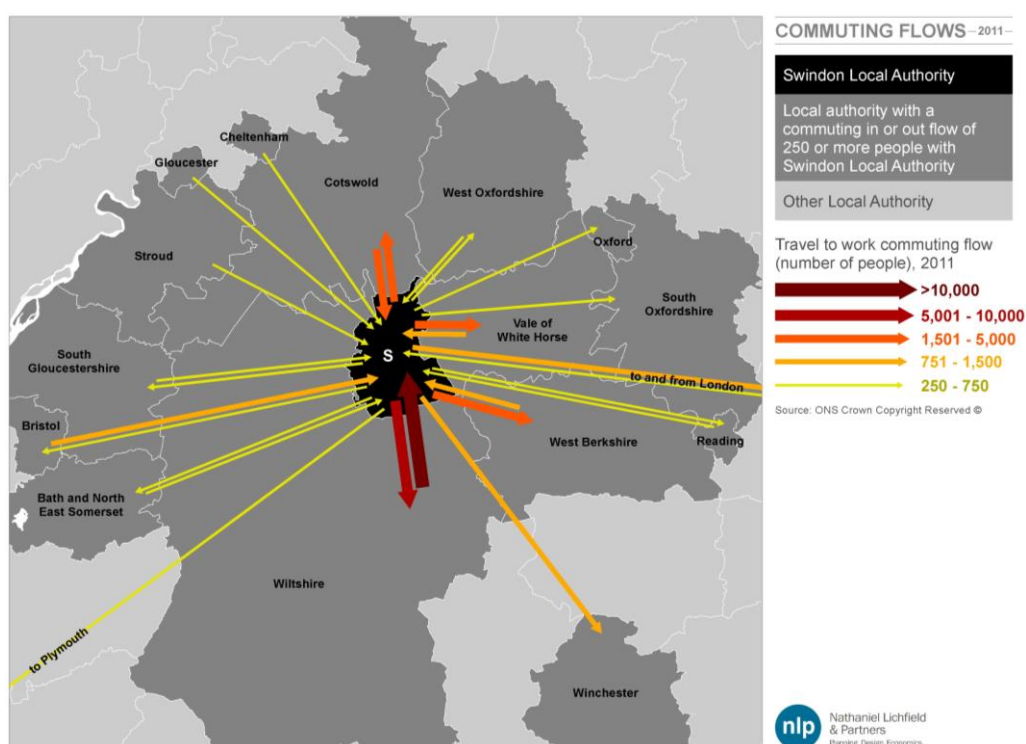 COMMUTING FLOWS – 2011 –
Swindon Local Authority
Local authority with a
commuting in or out flow of
250 or more people with
Swindon Local Authority
Other Local Authority
Travel to work commuting flow
(number of people), 2011
>10,000
5,001 - 10,000
1,501 - 5,000
751 - 1,500
250 - 750
Source: ONS Crown Copyright Reserved ©
Cheltenham
Gloucester
Cotswold
West Oxfordshire
Stroud
Oxford
South
Oxfordshire
Vale of
White Horse
S
South
Gloucestershire
to and from London
Bristol
West Berkshire
Reading
Bath and North
East Somerset
Wiltshire
to Plymouth
Winchester
nlp
Nathaniel Lichfield
& Partners
Planning Design Economics